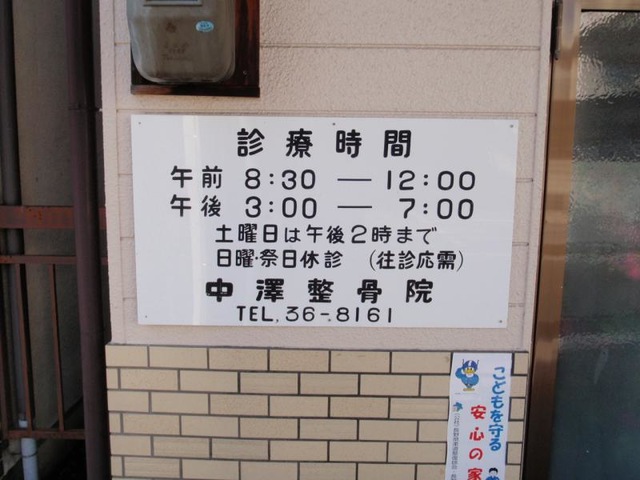 診療時間
午前 8:30 — 12:00
午後 3:00 — 7:00
土曜日は午後2時まで
日曜・祭日休診 (往診応需)
中澤整骨院
TEL.36-8161
こどもを守る
安心の家